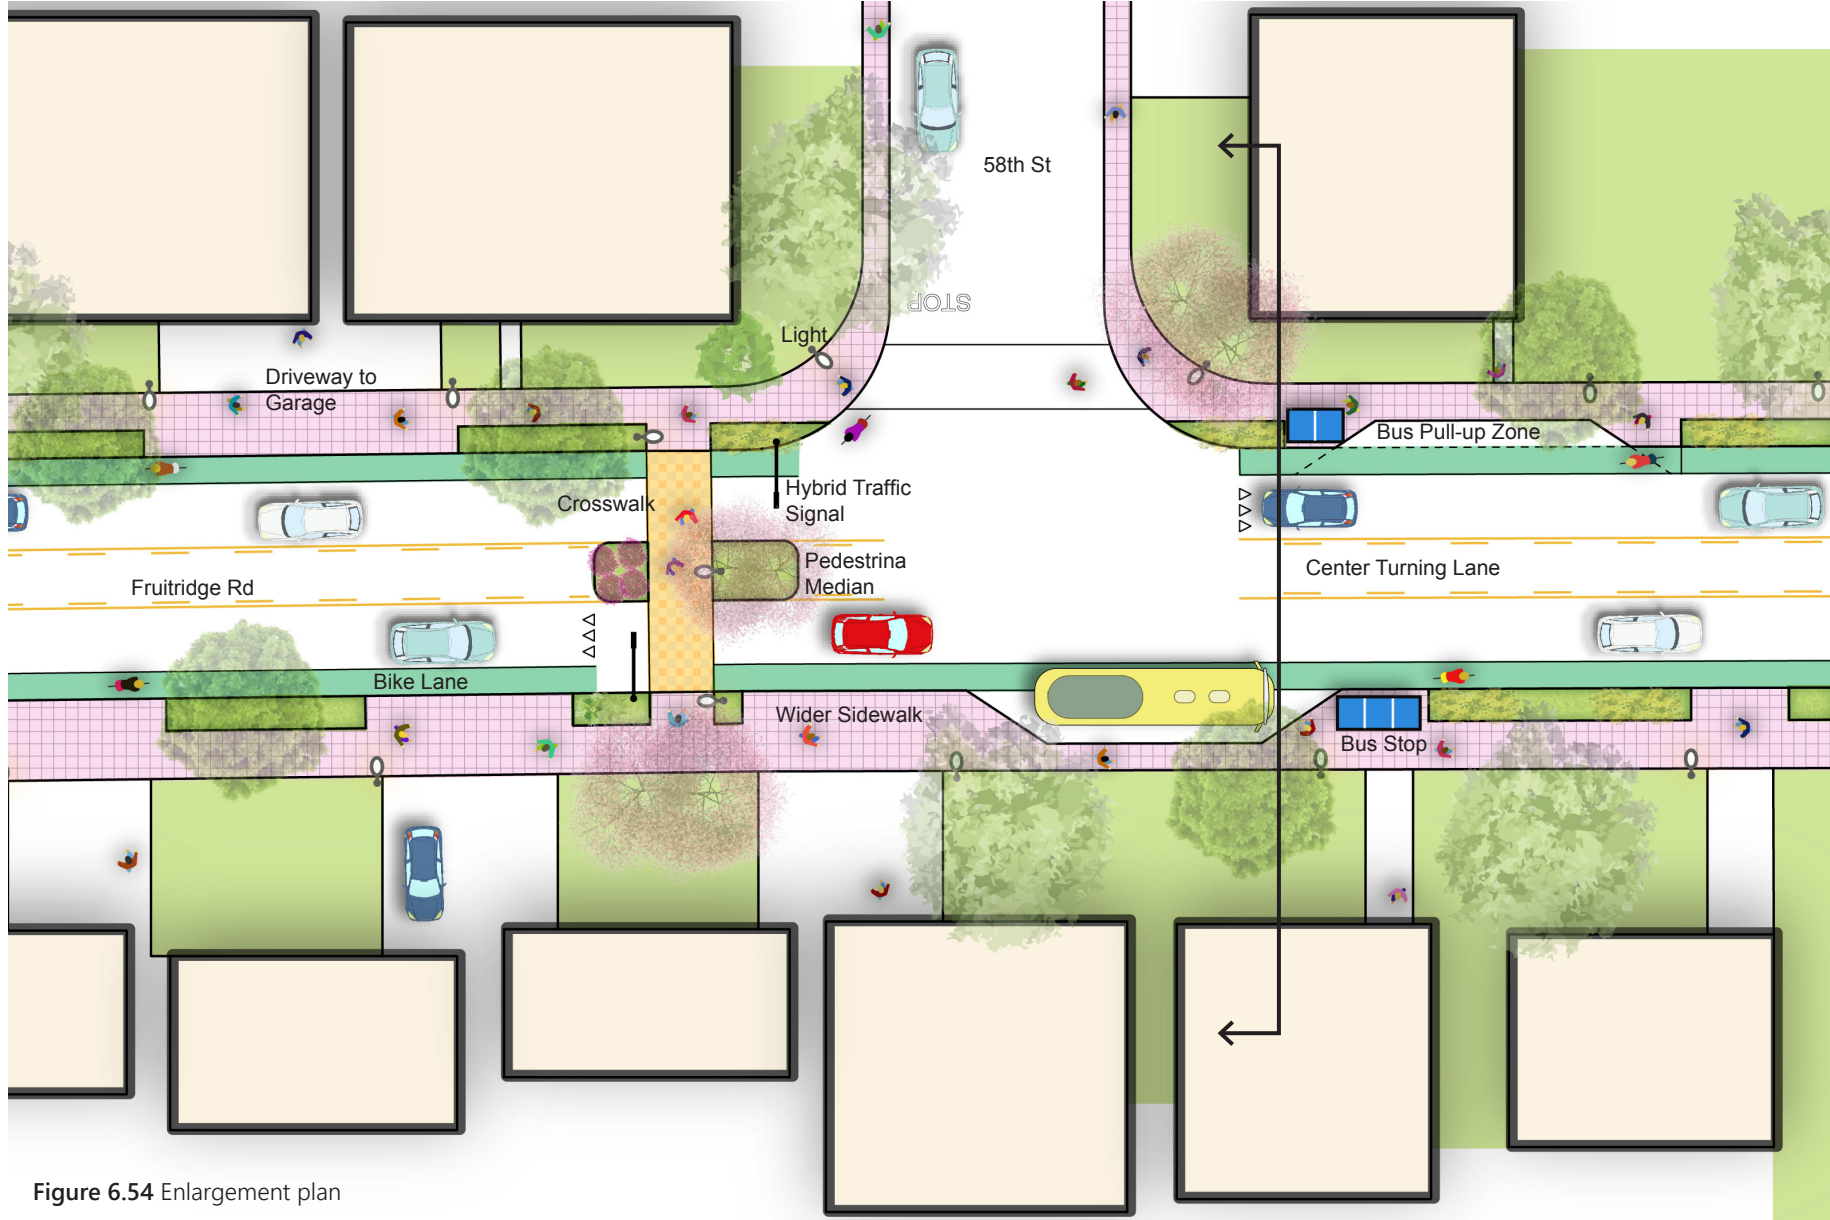 58th St
STOP
Light
Driveway to
Garage
Bus Pull-up Zone
Crosswalk
Hybrid Traffic
Signal
Pedestrina
Median
Center Turning Lane
Fruitridge Rd
Bike Lane
Wider Sidewalk
Bus Stop
Figure 6.54 Enlargement plan